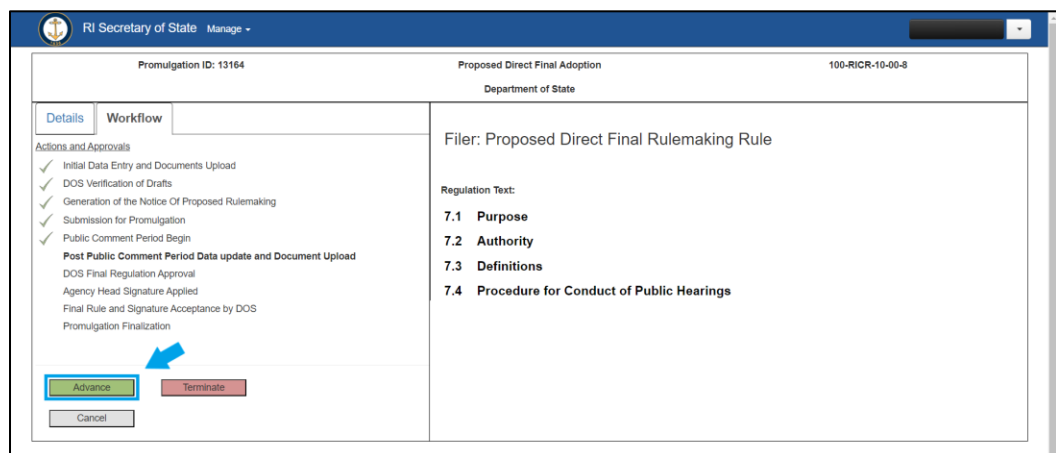 RI Secretary of State Manage
Promulgation ID: 13164 Proposed Direct Final Adoption 100-RICR-10-00-8
Department of State
Details Workflow
Actions and Approvals
Initial Data Entry and Documents Upload
DOS Verification of Drafts
Generation of the Notice Of Proposed Rulemaking
Submission for Promulgation
Public Comment Period Begin
Post Public Comment Period Data update and Document Upload
DOS Final Regulation Approval
Agency Head Signature Applied
Final Rule and Signature Acceptance by DOS
Promulgation Finalization
Advance Terminate
Cancel
Filer: Proposed Direct Final Rulemaking Rule
Regulation Text:
7.1 Purpose
7.2 Authority
7.3 Definitions
7.4 Procedure for Conduct of Public Hearings